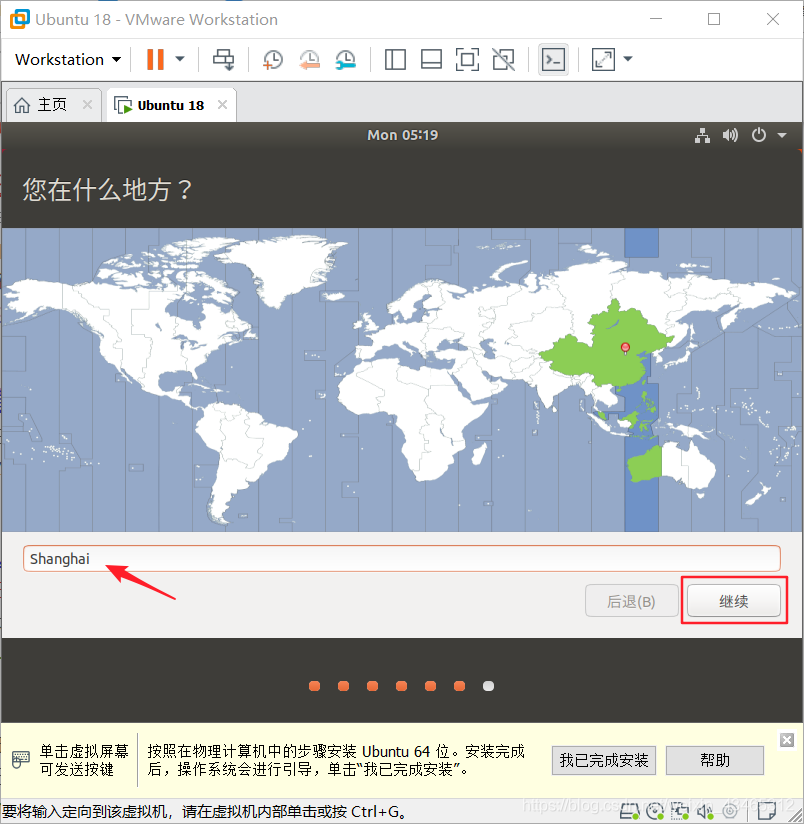 Ubuntu 18 - VMware Workstation
Workstation
主页
Ubuntu 18
Mon 05:19
您在什么地方？
Shanghai
后退(B)
继续
单击虚拟屏幕
可发送按键
按照在物理计算机中的步骤安装 Ubuntu 64 位。安装完成
后，操作系统会进行引导，单击“我已完成安装”。
我已完成安装
帮助
要将输入定向到该虚拟机，请在虚拟机内部单击或按 Ctrl+G。